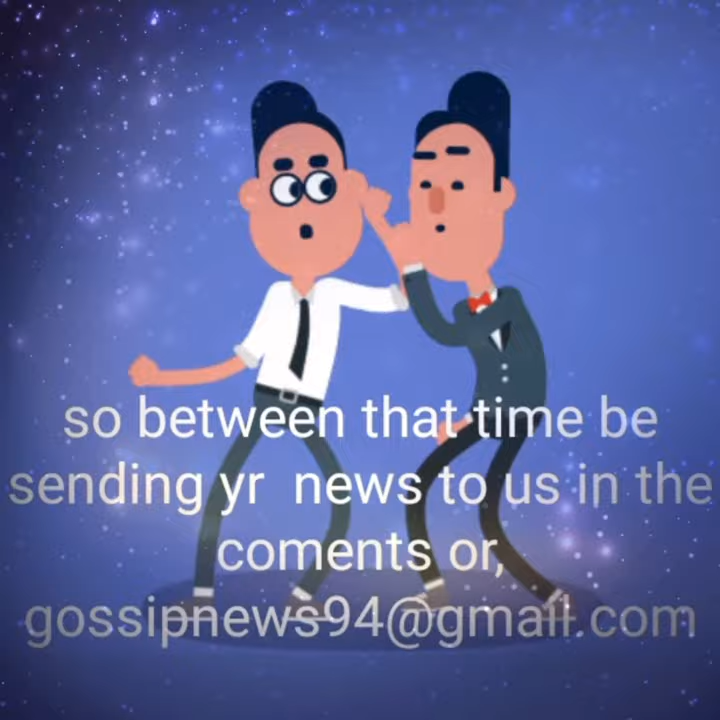 so between that time be
sending yr  news to us in the
coments or,
gossipnews94@gmail.com